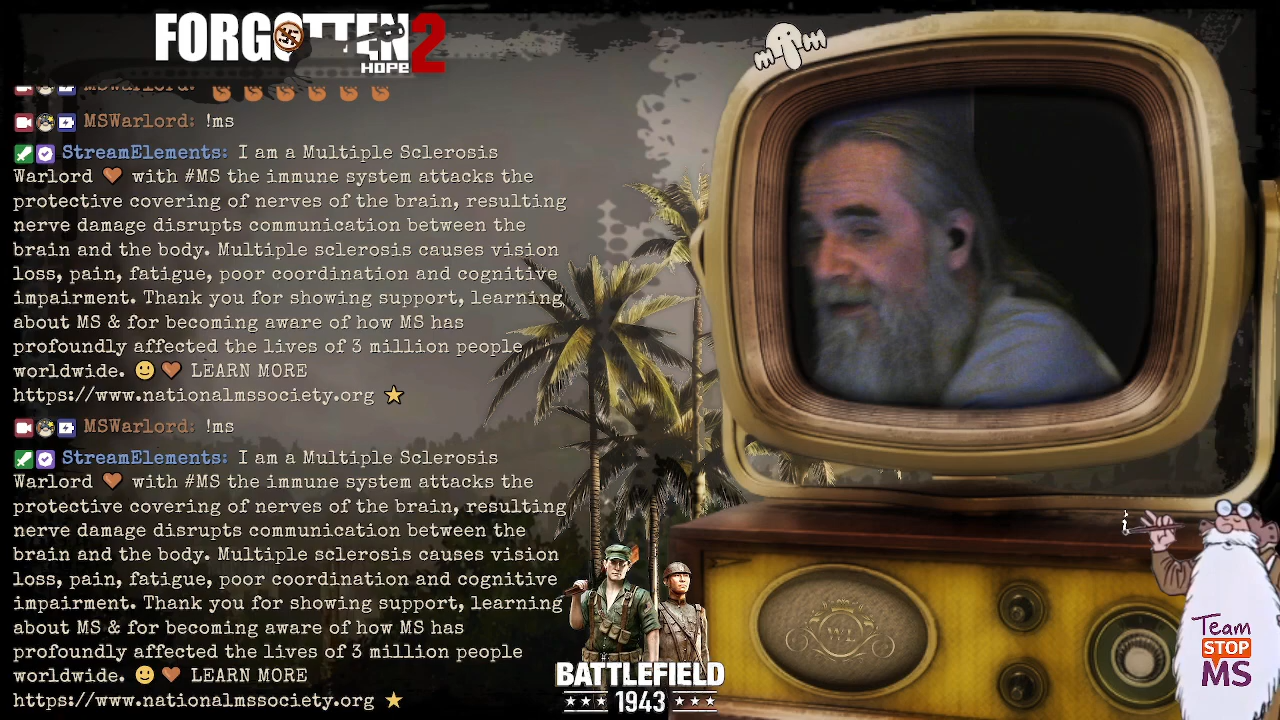 FORGOTTEN
HOPE 2
MSWarlord:
MSWarlord: !ms
StreamElements: I am a Multiple Sclerosis
Warlord 🧡 with #MS the immune system attacks the
protective covering of nerves of the brain, resulting
nerve damage disrupts communication between the
brain and the body. Multiple sclerosis causes vision
loss, pain, fatigue, poor coordination and cognitive
impairment. Thank you for showing support, learning
about MS & for becoming aware of how MS has
profoundly affected the lives of 3 million people
worldwide. 🙂 🧡 LEARN MORE
https://www.nationalmssociety.org ⭐
MSWarlord: !ms
StreamElements: I am a Multiple Sclerosis
Warlord 🧡 with #MS the immune system attacks the
protective covering of nerves of the brain, resulting
nerve damage disrupts communication between the
brain and the body. Multiple sclerosis causes vision
loss, pain, fatigue, poor coordination and cognitive
impairment. Thank you for showing support, learning
about MS & for becoming aware of how MS has
profoundly affected the lives of 3 million people
worldwide. 🙂 🧡 LEARN MORE
https://www.nationalmssociety.org ⭐
BATTLEFIELD
1943
WL
Team
STOP
MS